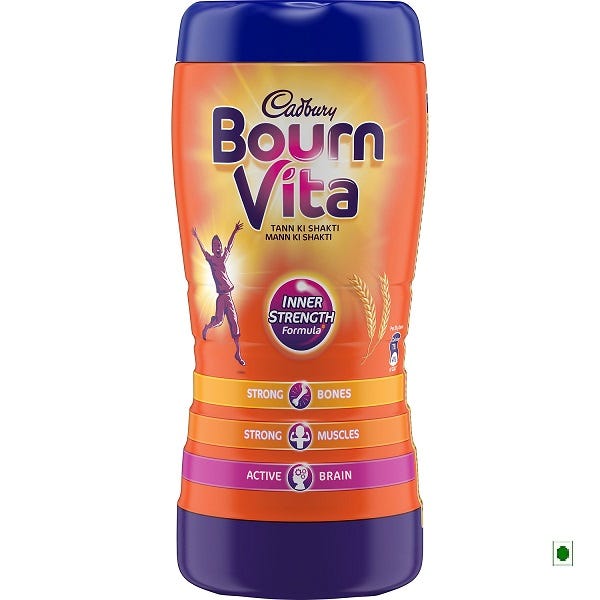 Cadbury
Bourn
Vita
TANN KI SHAKTI
MANN KI SHAKTI
INNER
STRENGTH
Formula*
STRONG BONES
STRONG MUSCLES
ACTIVE BRAIN